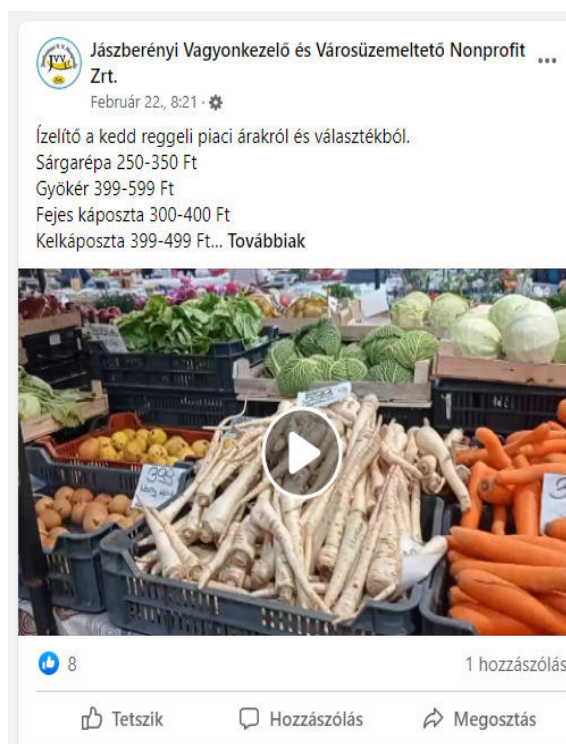 Jászberényi Vagyonkezelő és Városüzemeltető Nonprofit
Zrt.
Február 22., 8:21 ·
Ízelítő a kedd reggeli piaci árakról és választékból.
Sárgarépa 250-350 Ft
Gyökér 399-599 Ft
Fejes káposzta 300-400 Ft
Kelkáposzta 399-499 Ft... Továbbiak
399
8
1 hozzászólás
Tetszik
Hozzászólás
Megosztás